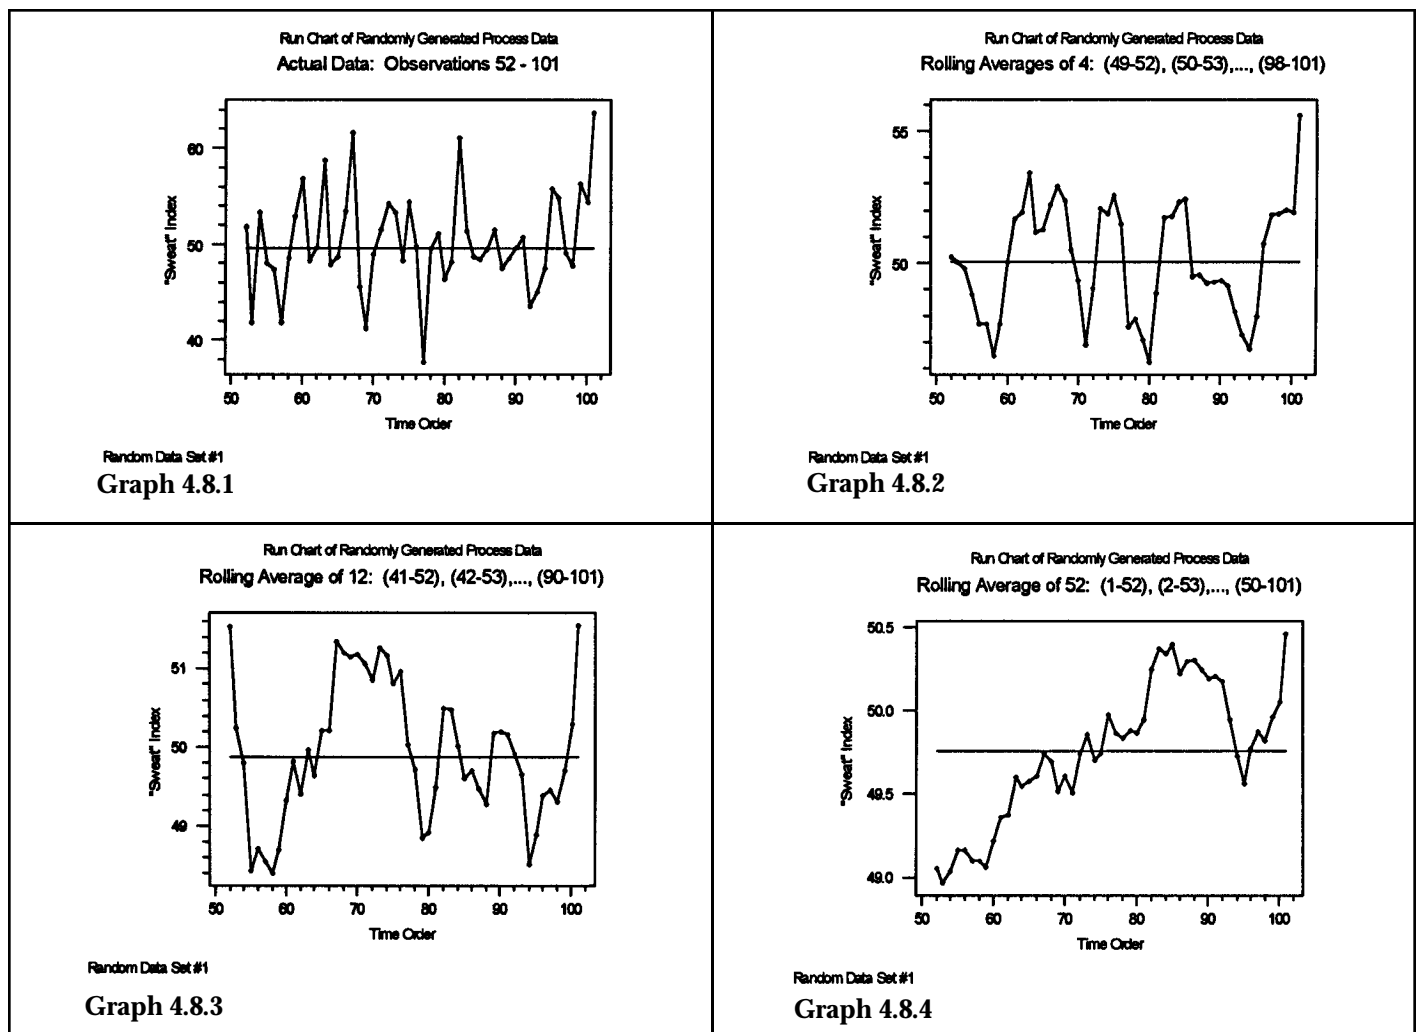 Run Chart of Randomly Generated Process Data
Actual Data: Observations 52 - 101
60
50
40
"Sweat" Index
50 60 70 80 90 100
Time Order
Random Data Set #1
Graph 4.8.1
Run Chart of Randomly Generated Process Data
Rolling Averages of 4: (49-52), (50-53),..., (98-101)
55
50
"Sweat" Index
50 60 70 80 90 100
Time Order
Random Data Set #1
Graph 4.8.2
Run Chart of Randomly Generated Process Data
Rolling Average of 12: (41-52), (42-53),..., (90-101)
51
50
49
"Sweat" Index
50 60 70 80 90 100
Time Order
Random Data Set #1
Graph 4.8.3
Run Chart of Randomly Generated Process Data
Rolling Average of 52: (1-52), (2-53),..., (50-101)
50.5
50.0
49.5
49.0
"Sweat" Index
50 60 70 80 90 100
Time Order
Random Data Set #1
Graph 4.8.4